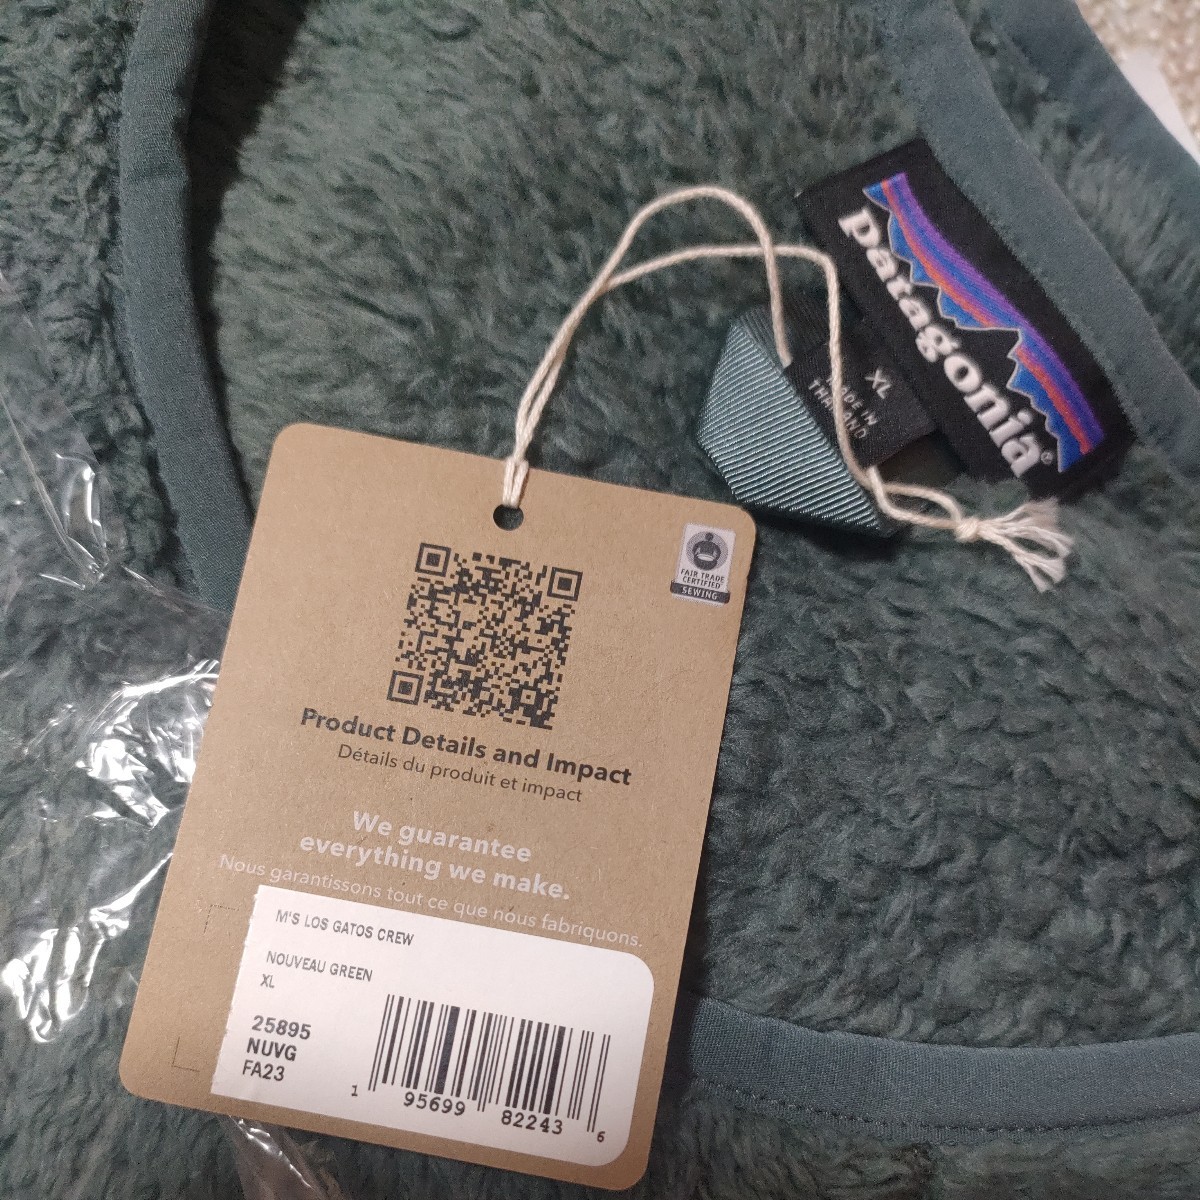 patagonia®
XL
MADE IN
THAILAND
FAIR TRADE
CERTIFIED™
SEWING
Product Details and Impact
Détails du produit et impact
We guarantee
everything we make.
Nous garantissons tout ce que nous fabriquons.
M'S LOS GATOS CREW
NOUVEAU GREEN
XL
25895
NUVG
FA23
1 95699 82243 6